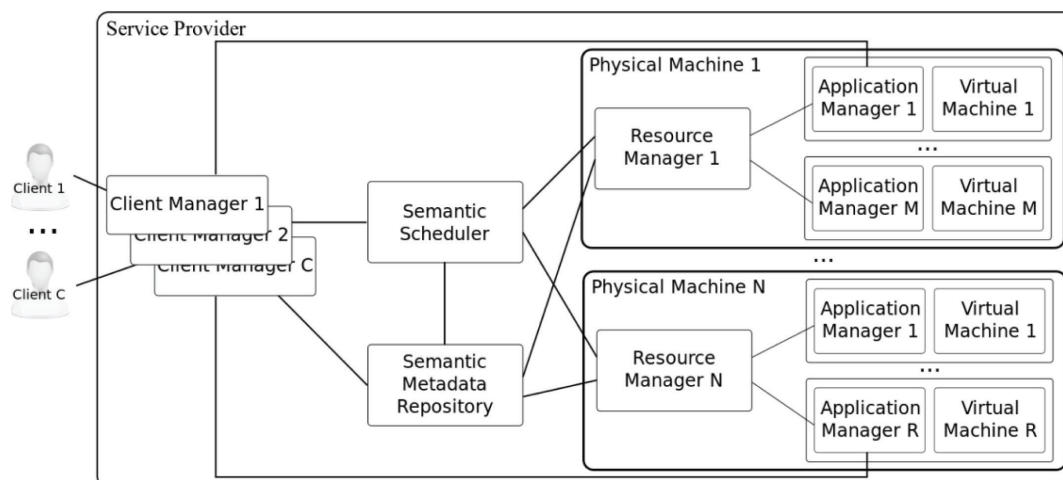 Service Provider
Client 1
...
Client C
Client Manager 1
Client Manager 2
Client Manager C
Semantic
Scheduler
Semantic
Metadata
Repository
Physical Machine 1
Resource
Manager 1
Application
Manager 1
Virtual
Machine 1
...
Application
Manager M
Virtual
Machine M
...
Physical Machine N
Resource
Manager N
Application
Manager 1
Virtual
Machine 1
...
Application
Manager R
Virtual
Machine R